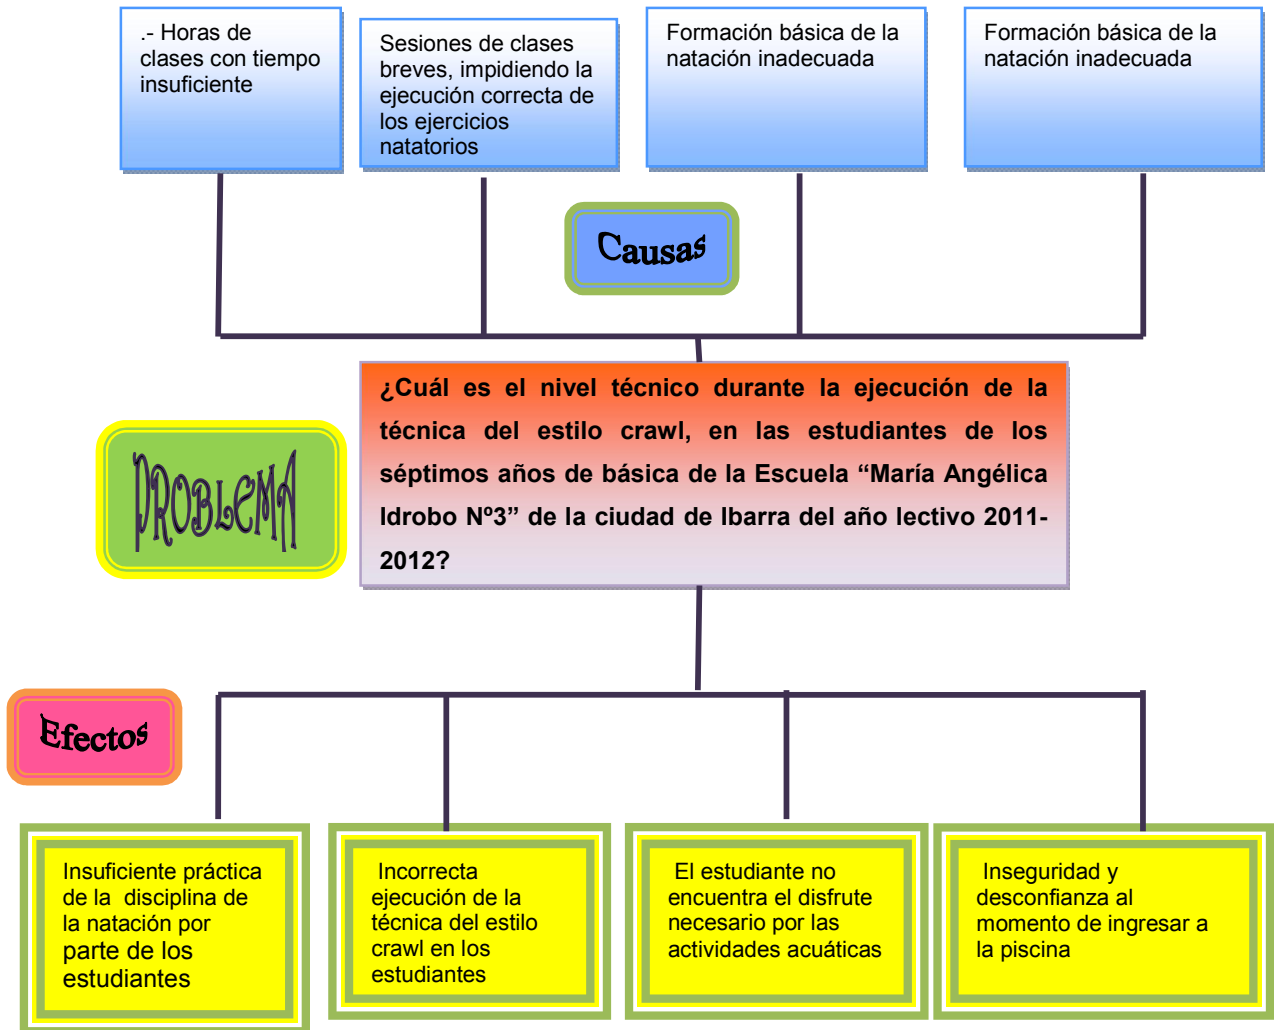 .- Horas de
clases con tiempo
insuficiente
Sesiones de clases
breves, impidiendo la
ejecución correcta de
los ejercicios
natatorios
Formación básica de la
natación inadecuada
Formación básica de la
natación inadecuada
Causas
¿Cuál es el nivel técnico durante la ejecución de la
técnica del estilo crawl, en las estudiantes de los
séptimos años de básica de la Escuela “María Angélica
Idrobo Nº3” de la ciudad de Ibarra del año lectivo 2011-
2012?
PROBLEMA
Efectos
Insuficiente práctica
de la disciplina de
la natación por
parte de los
estudiantes
Incorrecta
ejecución de la
técnica del estilo
crawl en los
estudiantes
El estudiante no
encuentra el disfrute
necesario por las
actividades acuáticas
Inseguridad y
desconfianza al
momento de ingresar a
la piscina